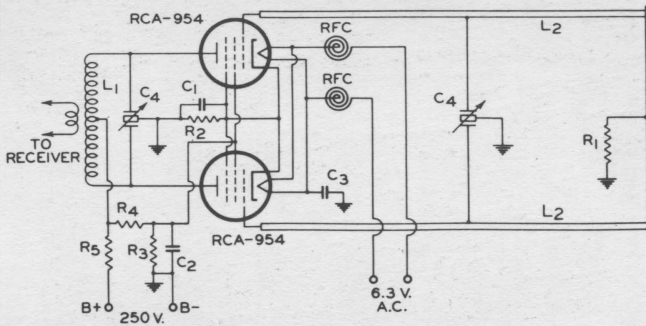 RCA-954
RFC
L2
RFC
L1
C4
C1
R2
C4
R1
TO
RECEIVER
C3
R4
R5
R3
C2
RCA-954
L2
B+
B-
250 V.
6.3 V.
A.C.